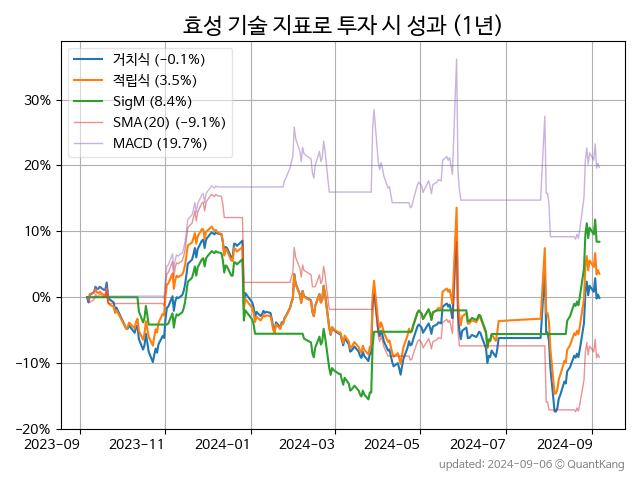 효성 기술 지표로 투자 시 성과 (1년)
거치식 (−0.1%)
적립식 (3.5%)
SigM (8.4%)
SMA(20) (−9.1%)
MACD (19.7%)
30%
20%
10%
0%
−10%
−20%
2023-09
2023-11
2024-01
2024-03
2024-05
2024-07
2024-09
updated: 2024-09-06 © QuantKang